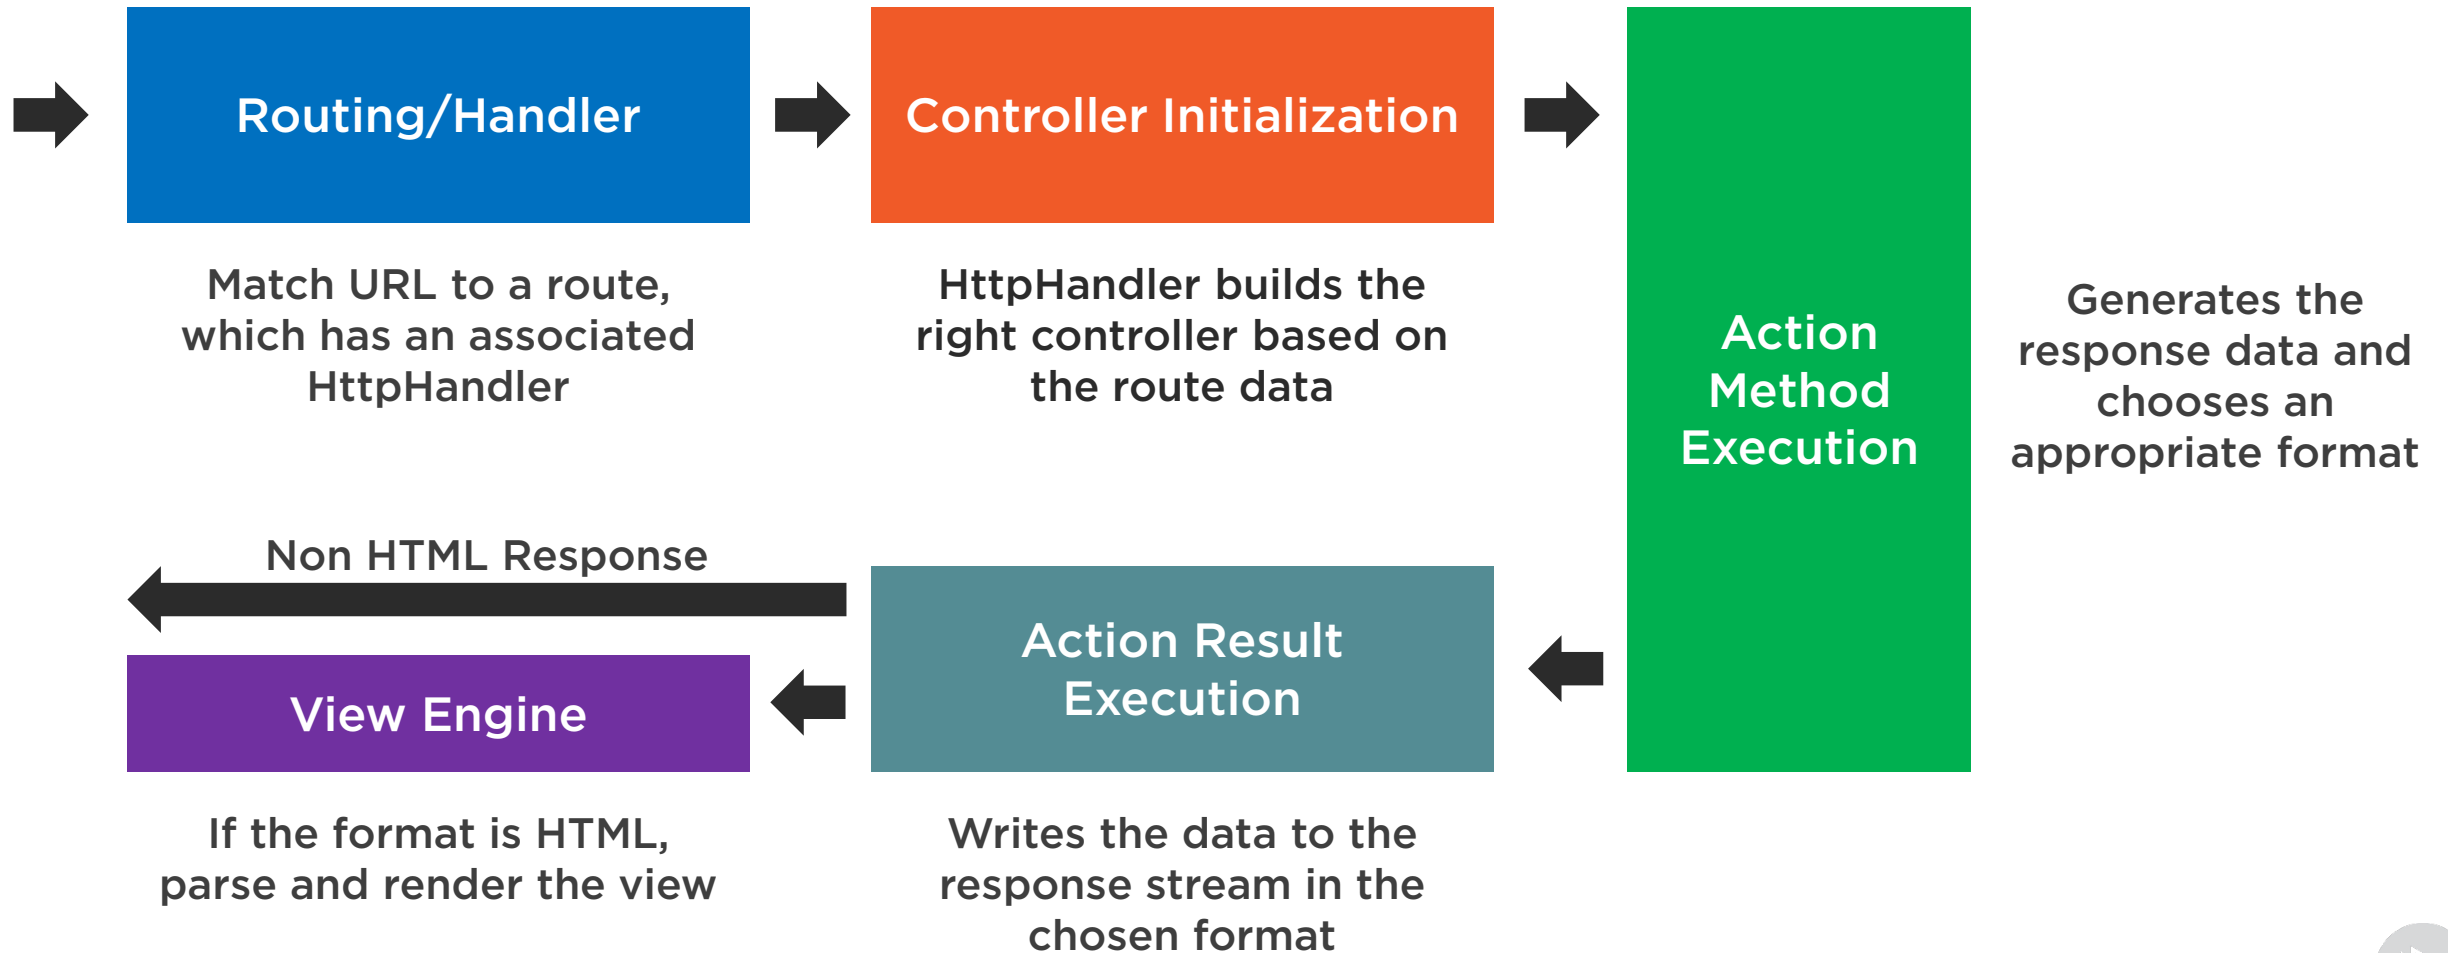 Routing/Handler
Match URL to a route,
which has an associated
HttpHandler
Controller Initialization
HttpHandler builds the
right controller based on
the route data
Action
Method
Execution
Generates the
response data and
chooses an
appropriate format
Non HTML Response
Action Result
Execution
Writes the data to the
response stream in the
chosen format
View Engine
If the format is HTML,
parse and render the view